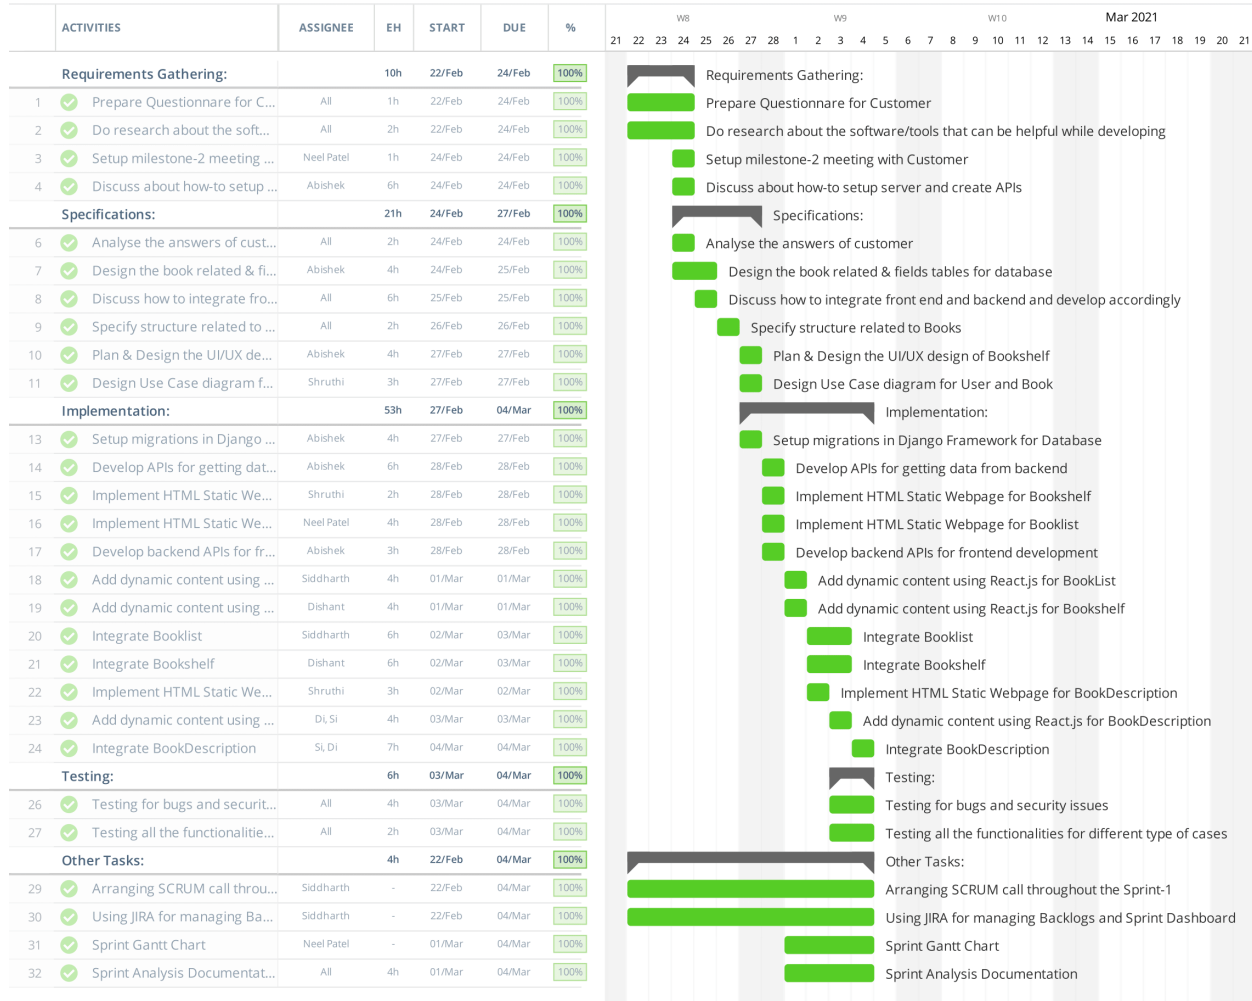 W8 W9 W10 Mar 2021
ACTIVITIES ASSIGNEE EH START DUE % 21 22 23 24 25 26 27 28 1 2 3 4 5 6 7 8 9 10 11 12 13 14 15 16 17 18 19 20 21
Requirements Gathering: 10h 22/Feb 24/Feb 100% Requirements Gathering:
1 Prepare Questionnare for C... All 1h 22/Feb 24/Feb 100% Prepare Questionnare for Customer
2 Do research about the soft... All 2h 22/Feb 24/Feb 100% Do research about the software/tools that can be helpful while developing
3 Setup milestone-2 meeting ... Neel Patel 1h 24/Feb 24/Feb 100% Setup milestone-2 meeting with Customer
4 Discuss about how-to setup ... Abishek 6h 24/Feb 24/Feb 100% Discuss about how-to setup server and create APIs
Specifications: 21h 24/Feb 27/Feb 100% Specifications:
6 Analyse the answers of cust... All 2h 24/Feb 24/Feb 100% Analyse the answers of customer
7 Design the book related & fi... Abishek 4h 24/Feb 25/Feb 100% Design the book related & fields tables for database
8 Discuss how to integrate fro... All 6h 25/Feb 25/Feb 100% Discuss how to integrate front end and backend and develop accordingly
9 Specify structure related to ... All 2h 26/Feb 26/Feb 100% Specify structure related to Books
10 Plan & Design the UI/UX de... Abishek 4h 27/Feb 27/Feb 100% Plan & Design the UI/UX design of Bookshelf
11 Design Use Case diagram f... Shruthi 3h 27/Feb 27/Feb 100% Design Use Case diagram for User and Book
Implementation: 53h 27/Feb 04/Mar 100% Implementation:
13 Setup migrations in Django ... Abishek 4h 27/Feb 27/Feb 100% Setup migrations in Django Framework for Database
14 Develop APIs for getting dat... Abishek 6h 28/Feb 28/Feb 100% Develop APIs for getting data from backend
15 Implement HTML Static We... Shruthi 2h 28/Feb 28/Feb 100% Implement HTML Static Webpage for Bookshelf
16 Implement HTML Static We... Neel Patel 4h 28/Feb 28/Feb 100% Implement HTML Static Webpage for Booklist
17 Develop backend APIs for fr... Abishek 3h 28/Feb 28/Feb 100% Develop backend APIs for frontend development
18 Add dynamic content using ... Siddharth 4h 01/Mar 01/Mar 100% Add dynamic content using React.js for BookList
19 Add dynamic content using ... Dishant 4h 01/Mar 01/Mar 100% Add dynamic content using React.js for Bookshelf
20 Integrate Booklist Siddharth 6h 02/Mar 03/Mar 100% Integrate Booklist
21 Integrate Bookshelf Dishant 6h 02/Mar 03/Mar 100% Integrate Bookshelf
22 Implement HTML Static We... Shruthi 3h 02/Mar 02/Mar 100% Implement HTML Static Webpage for BookDescription
23 Add dynamic content using ... Di, Si 4h 03/Mar 03/Mar 100% Add dynamic content using React.js for BookDescription
24 Integrate BookDescription Si, Di 7h 04/Mar 04/Mar 100% Integrate BookDescription
Testing: 6h 03/Mar 04/Mar 100% Testing:
26 Testing for bugs and securit... All 4h 03/Mar 04/Mar 100% Testing for bugs and security issues
27 Testing all the functionalitie... All 2h 03/Mar 04/Mar 100% Testing all the functionalities for different type of cases
Other Tasks: 4h 22/Feb 04/Mar 100% Other Tasks:
29 Arranging SCRUM call throu... Siddharth - 22/Feb 04/Mar 100% Arranging SCRUM call throughout the Sprint-1
30 Using JIRA for managing Ba... Siddharth - 22/Feb 04/Mar 100% Using JIRA for managing Backlogs and Sprint Dashboard
31 Sprint Gantt Chart Neel Patel - 01/Mar 04/Mar 100% Sprint Gantt Chart
32 Sprint Analysis Documentat... All 4h 01/Mar 04/Mar 100% Sprint Analysis Documentation